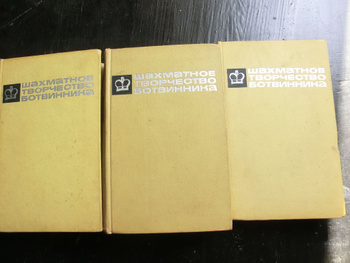 шахматное
творчество
ботвинника
шахматное
творчество
ботвинника
шахматное
творчество
ботвинника